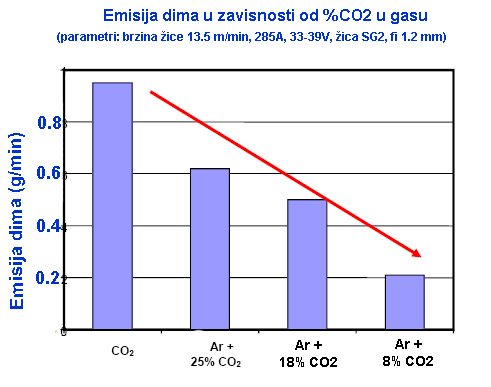 Emisija dima u zavisnosti od %CO2 u gasu
(parametri: brzina žice 13.5 m/min, 285A, 33-39V, žica SG2, fi 1.2 mm)
Emisija dima (g/min)
0.8
0.6
0.4
0.2
0
CO₂
Ar +
25% CO₂
Ar +
18% CO2
Ar +
8% CO2